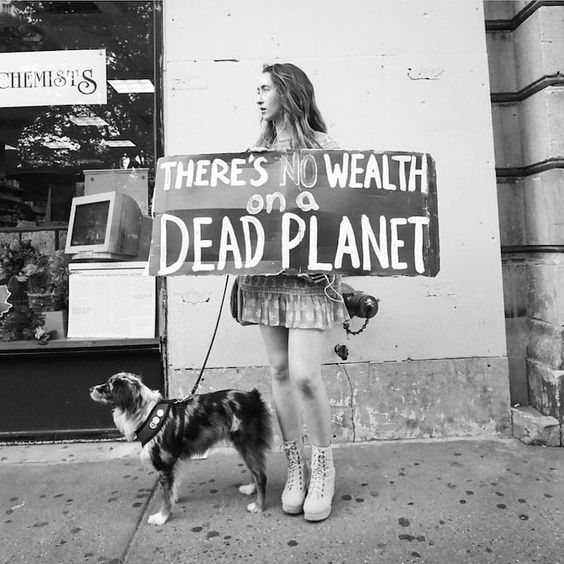 CHEMISTS
THERE'S NO WEALTH
on a
DEAD PLANET